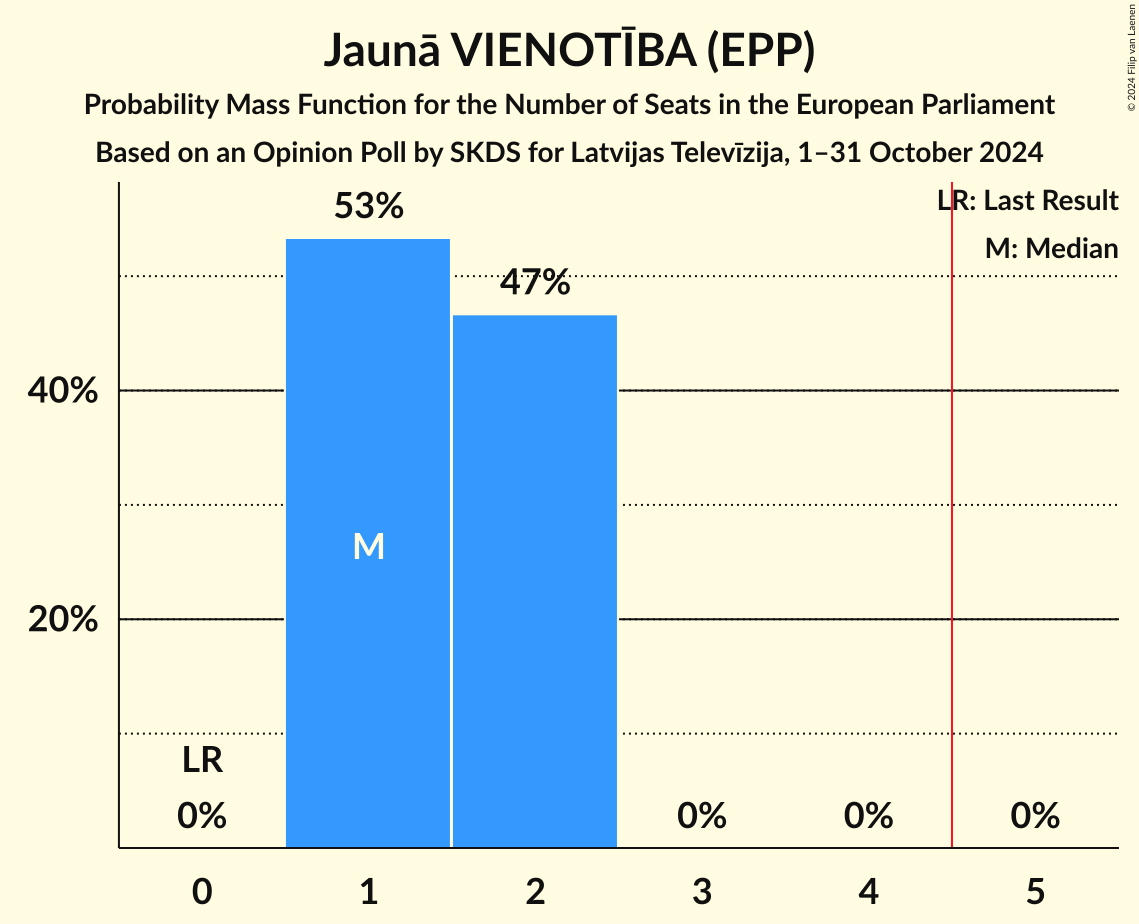 Jaunā VIENOTĪBA (EPP)
Probability Mass Function for the Number of Seats in the European Parliament
Based on an Opinion Poll by SKDS for Latvijas Televīzija, 1–31 October 2024
© 2024 Filip van Laenen
LR: Last Result
M: Median
53%
47%
40%
20%
M
LR
0%
0%
0%
0%
0
1
2
3
4
5